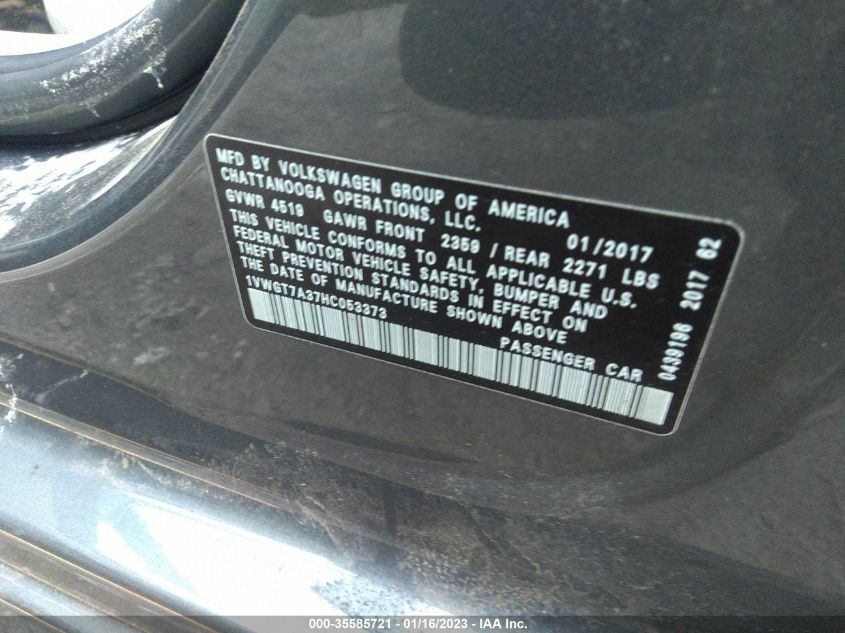 MFD BY VOLKSWAGEN GROUP OF AMERICA
CHATTANOOGA OPERATIONS, LLC.
01/2017
GVWR 4519 GAWR FRONT 2359 / REAR 2271 LBS
THIS VEHICLE CONFORMS TO ALL APPLICABLE U.S.
FEDERAL MOTOR VEHICLE SAFETY, BUMPER AND
THEFT PREVENTION STANDARDS IN EFFECT ON
THE DATE OF MANUFACTURE SHOWN ABOVE
1VWGT7A37HC053373
PASSENGER CAR
0439196 2017 62
000-35585721 - 01/16/2023 - IAA Inc.